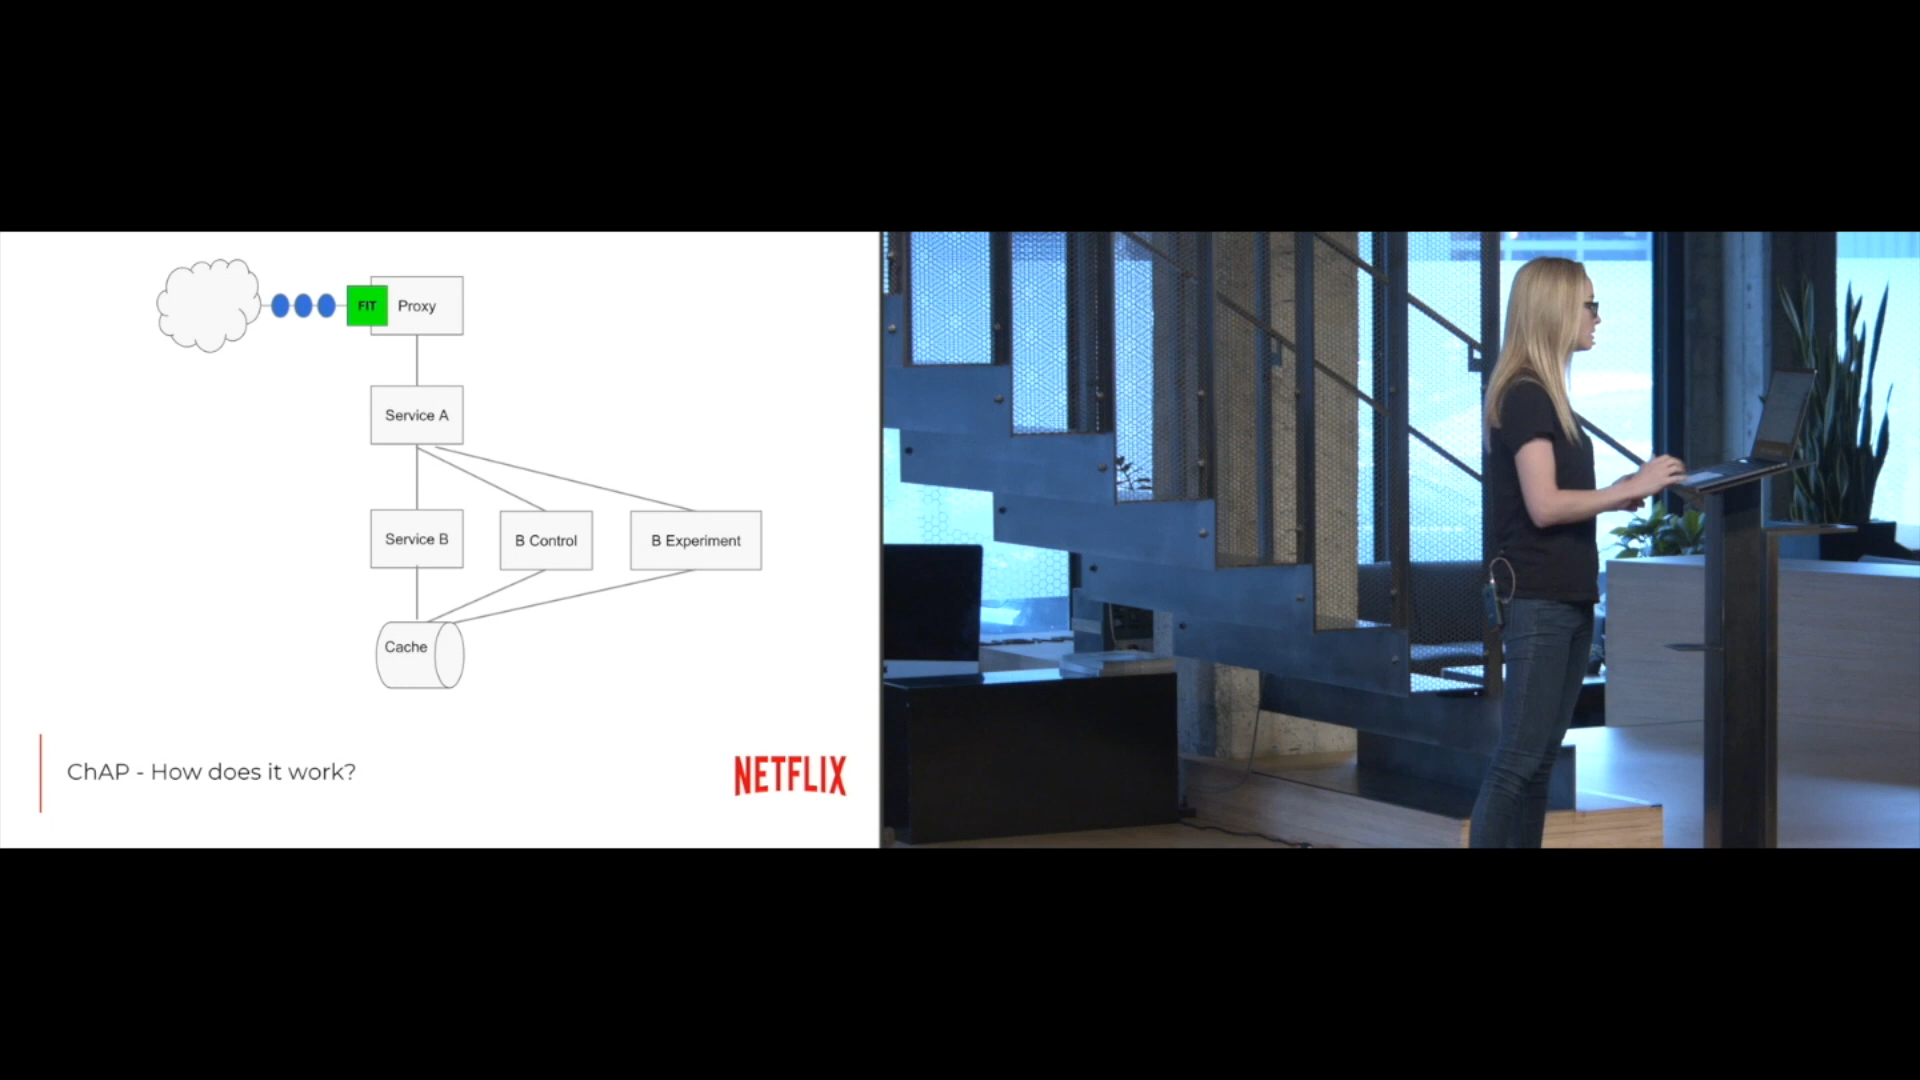 FIT
Proxy
Service A
Service B
B Control
B Experiment
Cache
ChAP - How does it work?
NETFLIX